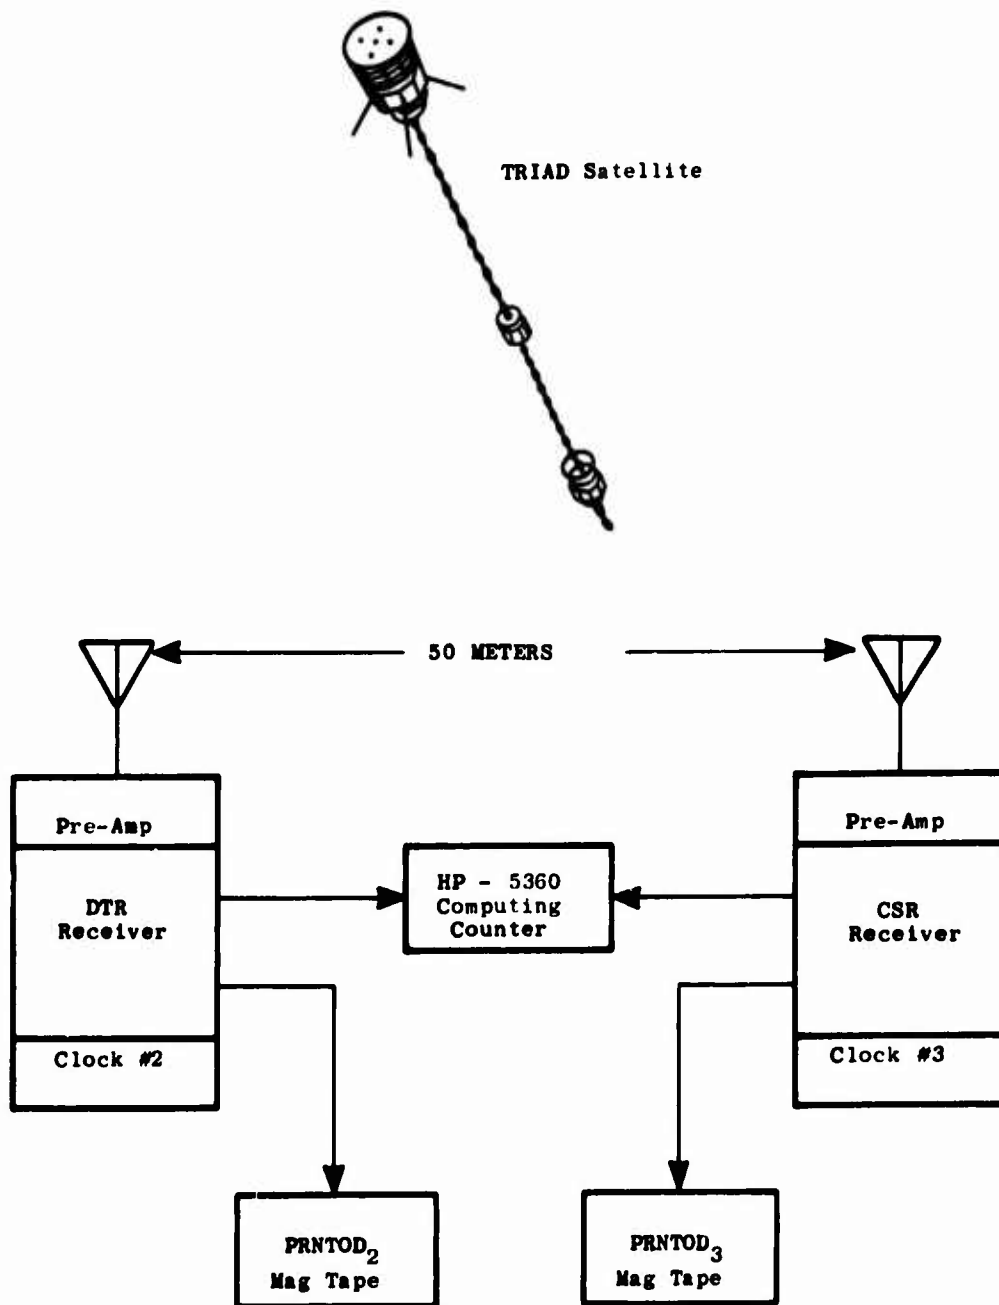 TRIAD Satellite
50 METERS
Pre-Amp
DTR
Receiver
Clock #2
HP - 5360
Computing
Counter
Pre-Amp
CSR
Receiver
Clock #3
PRNTOD2
Mag Tape
PRNTOD3
Mag Tape